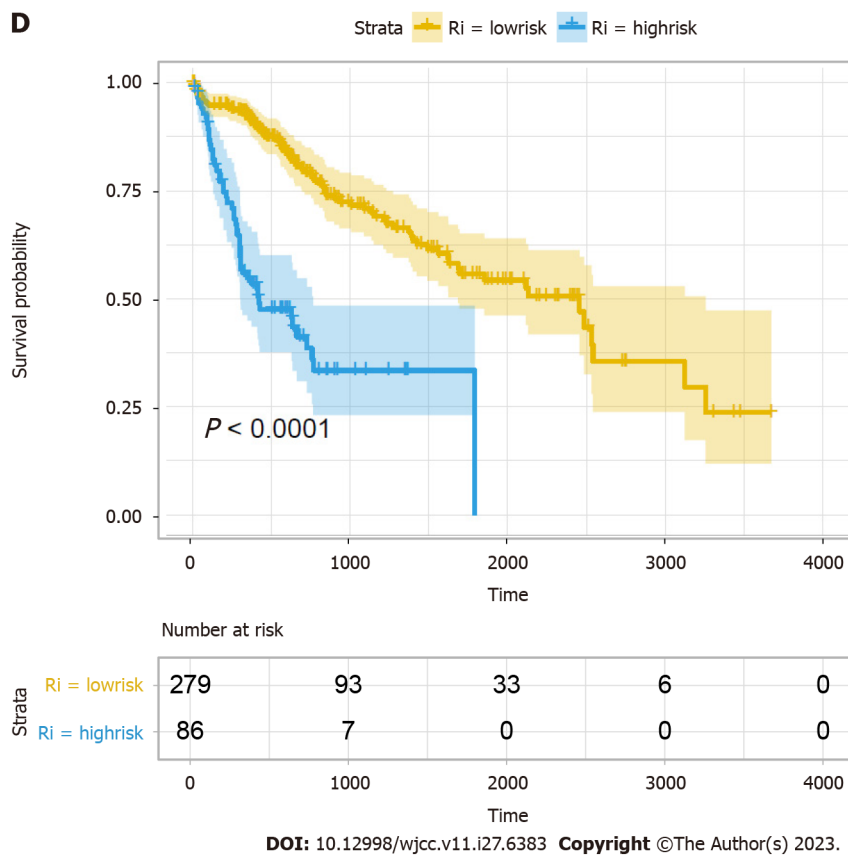 D
Strata Ri = lowrisk Ri = highrisk
Survival probability
1.00
0.75
0.50
0.25
0.00
P < 0.0001
0 1000 2000 3000 4000
Time
Number at risk
Strata
Ri = lowrisk 279 93 33 6 0
Ri = highrisk 86 7 0 0 0
0 1000 2000 3000 4000
Time
DOI: 10.12998/wjcc.v11.i27.6383 Copyright ©The Author(s) 2023.